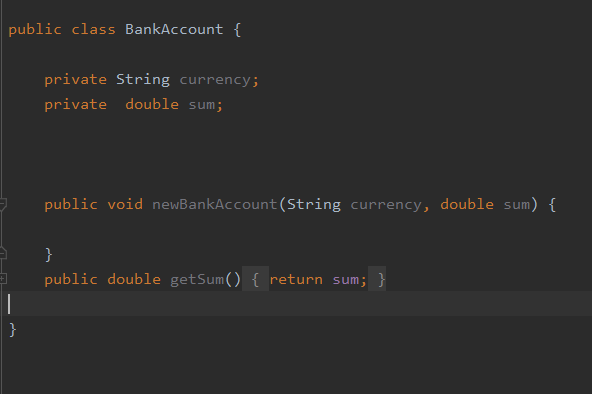 public class BankAccount {
private String currency;
private  double sum;
public void newBankAccount(String currency, double sum) {
}
public double getSum() { return sum; }
}